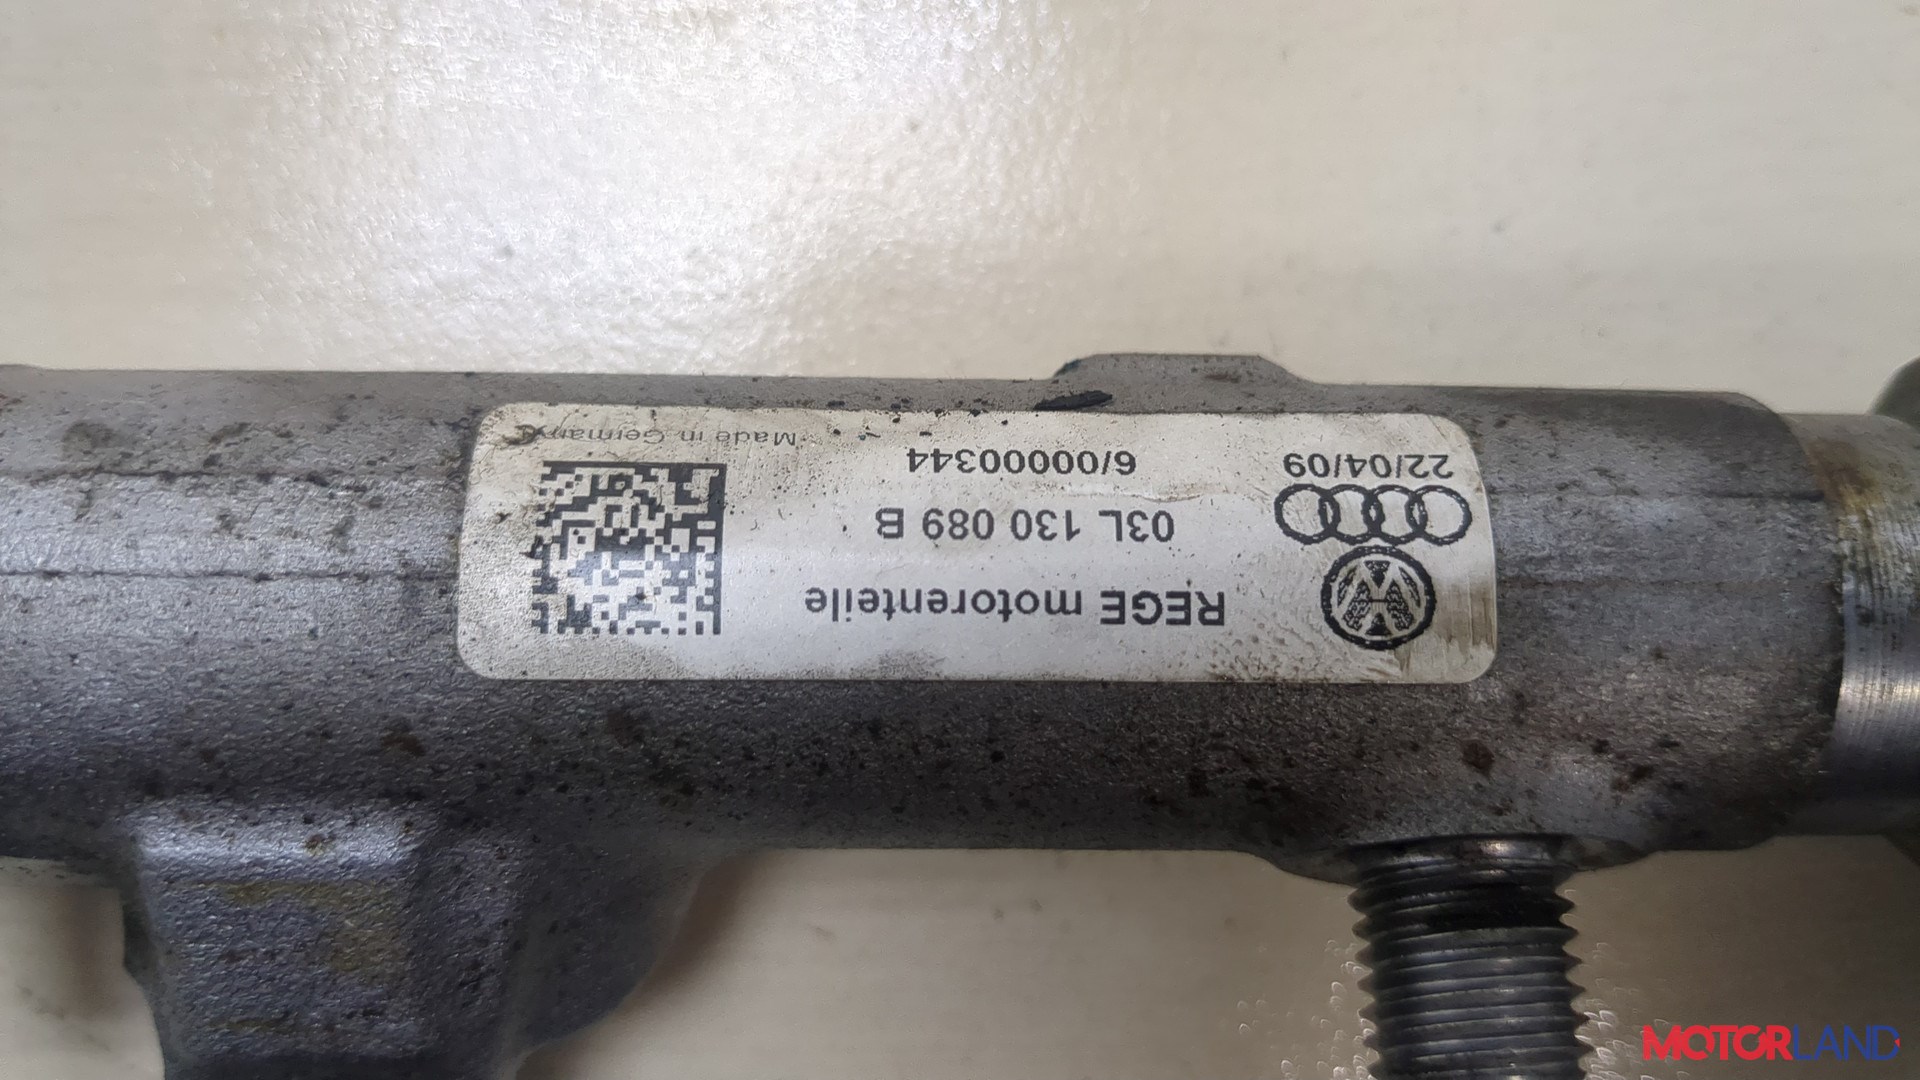 REGE motorenteile
03L 130 089 B
6/00000344
22/04/09
Made in Germany
MOTORLAND